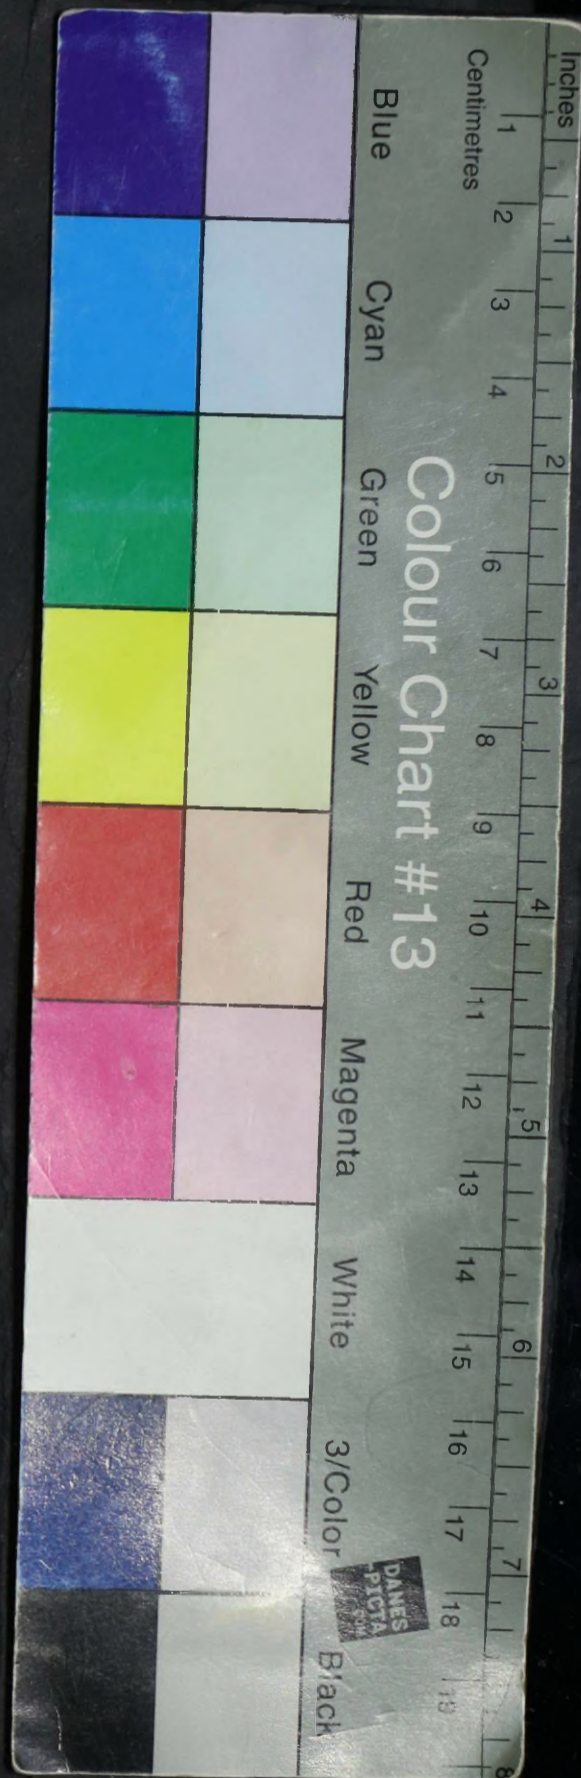 Inches 1 2 3 4 5 6 7 8
1 2 3 4 5 6 7 8 9 10 11 12 13 14 15 16 17 18 19
Centimetres
Colour Chart #13
Blue Cyan Green Yellow Red Magenta White 3/Color Black
DANES
PICTA
.COM